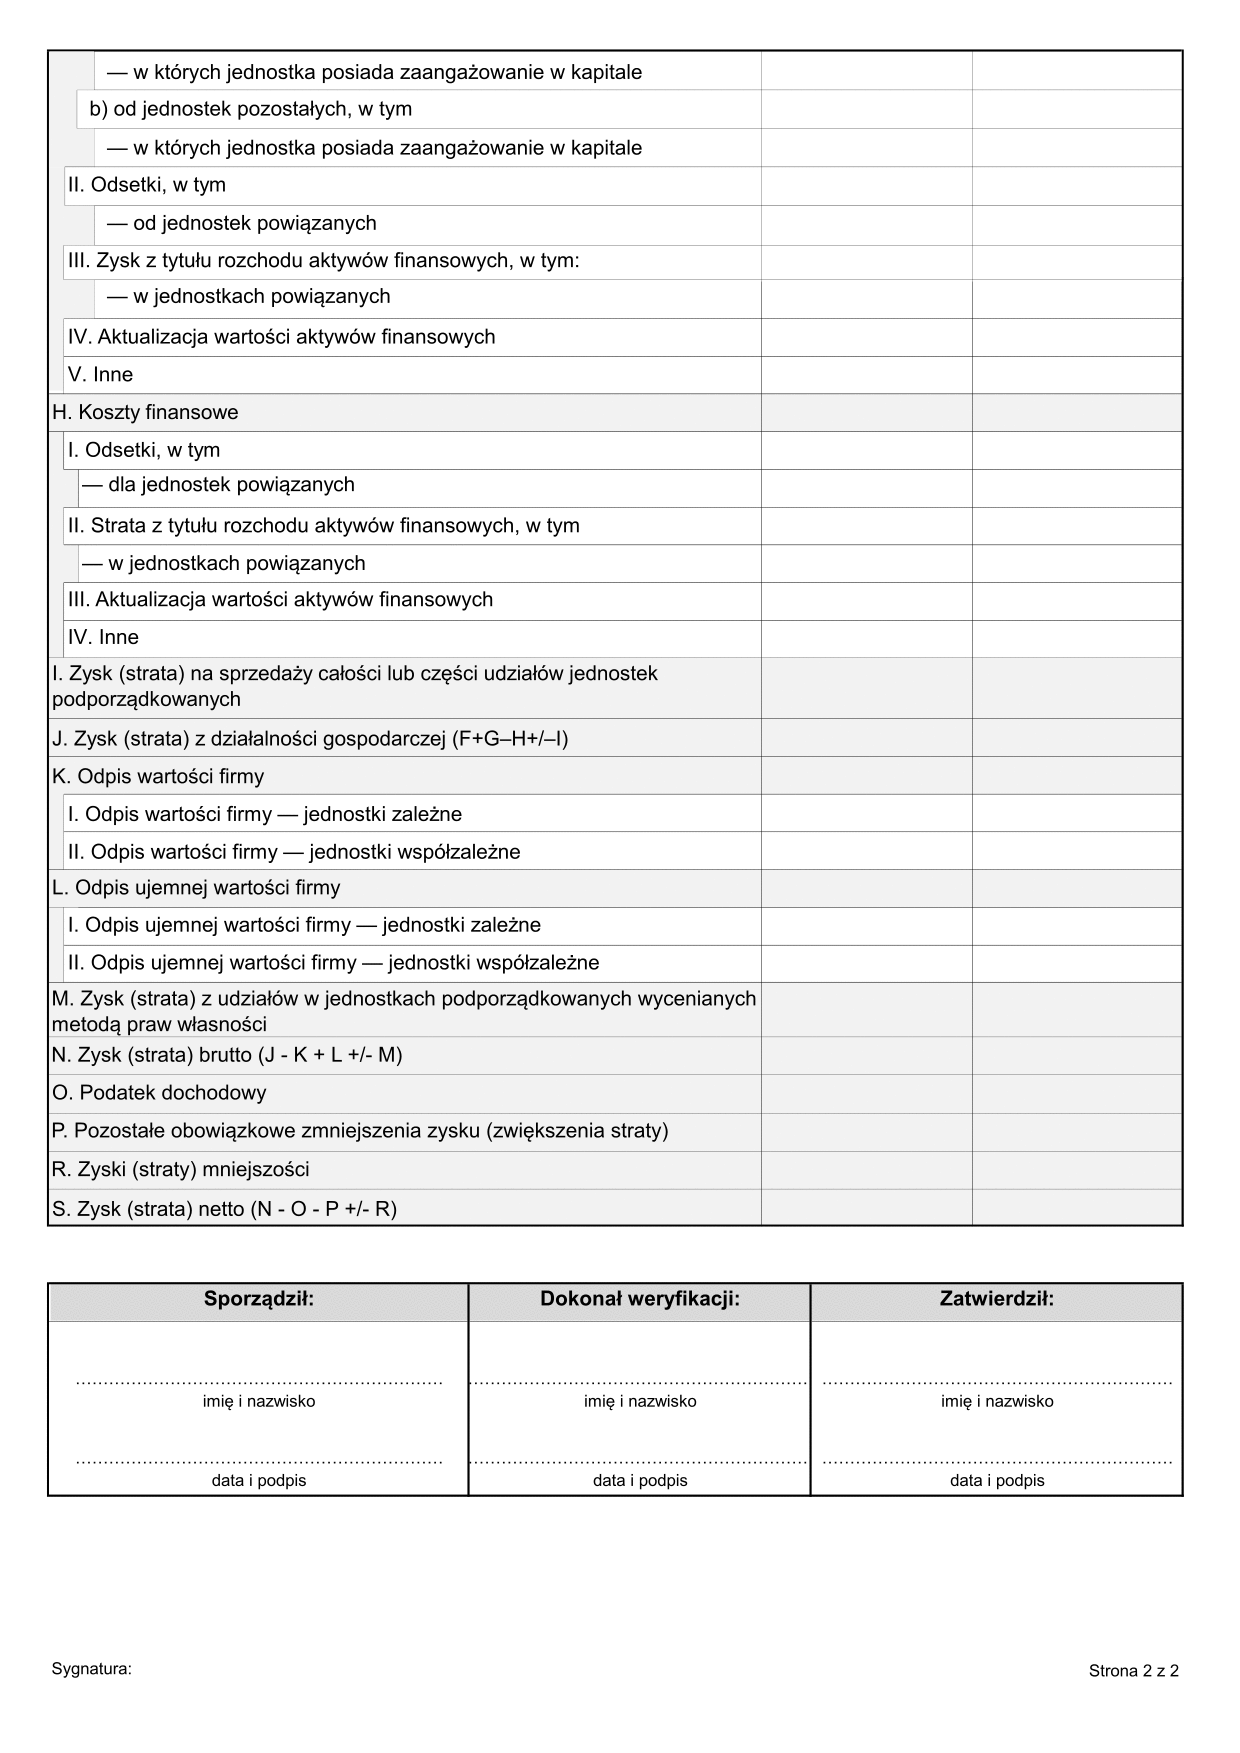 — w których jednostka posiada zaangażowanie w kapitale
b) od jednostek pozostałych, w tym
— w których jednostka posiada zaangażowanie w kapitale
II. Odsetki, w tym
— od jednostek powiązanych
III. Zysk z tytułu rozchodu aktywów finansowych, w tym:
— w jednostkach powiązanych
IV. Aktualizacja wartości aktywów finansowych
V. Inne
H. Koszty finansowe
I. Odsetki, w tym
— dla jednostek powiązanych
II. Strata z tytułu rozchodu aktywów finansowych, w tym
— w jednostkach powiązanych
III. Aktualizacja wartości aktywów finansowych
IV. Inne
I. Zysk (strata) na sprzedaży całości lub części udziałów jednostek
podporządkowanych
J. Zysk (strata) z działalności gospodarczej (F+G–H+/–I)
K. Odpis wartości firmy
I. Odpis wartości firmy — jednostki zależne
II. Odpis wartości firmy — jednostki współzależne
L. Odpis ujemnej wartości firmy
I. Odpis ujemnej wartości firmy — jednostki zależne
II. Odpis ujemnej wartości firmy — jednostki współzależne
M. Zysk (strata) z udziałów w jednostkach podporządkowanych wycenianych
metodą praw własności
N. Zysk (strata) brutto (J - K + L +/- M)
O. Podatek dochodowy
P. Pozostałe obowiązkowe zmniejszenia zysku (zwiększenia straty)
R. Zyski (straty) mniejszości
S. Zysk (strata) netto (N - O - P +/- R)
Sporządził: Dokonał weryfikacji: Zatwierdził:
imię i nazwisko imię i nazwisko imię i nazwisko
data i podpis data i podpis data i podpis
Sygnatura: Strona 2 z 2